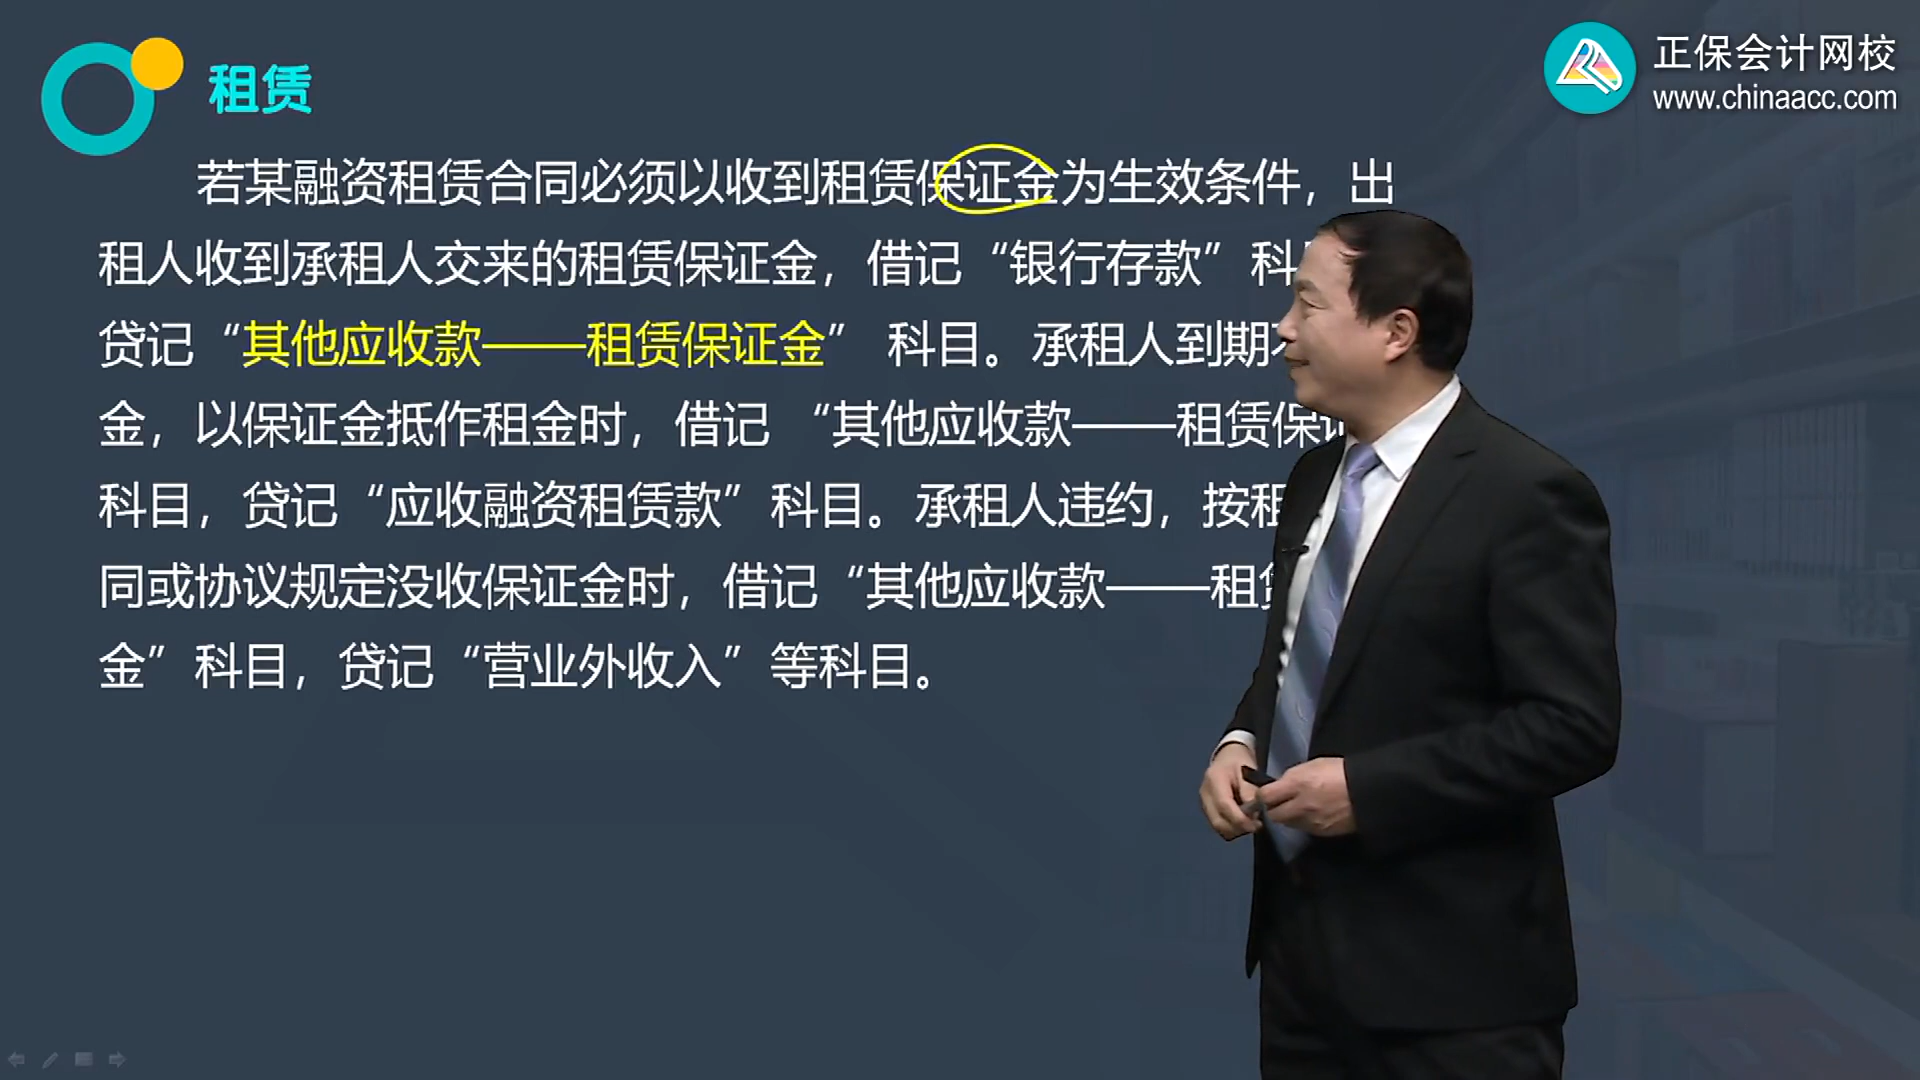 租赁
正保会计网校
www.chinaacc.com
若某融资租赁合同必须以收到租赁保证金为生效条件，出
租人收到承租人交来的租赁保证金，借记“银行存款”科
贷记“其他应收款——租赁保证金” 科目。承租人到期
金，以保证金抵作租金时，借记 “其他应收款——租赁保
科目，贷记“应收融资租赁款”科目。承租人违约，按租
同或协议规定没收保证金时，借记“其他应收款——租
金”科目，贷记“营业外收入”等科目。